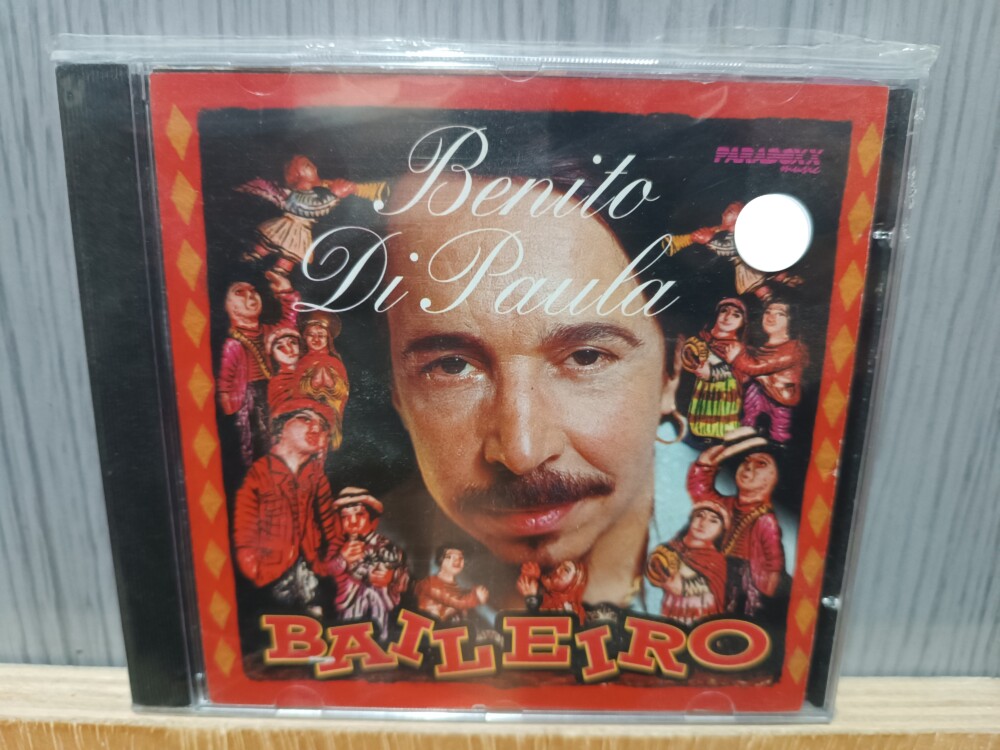 Benito
Di Paula
PARADOXX
music
BAILEIRO